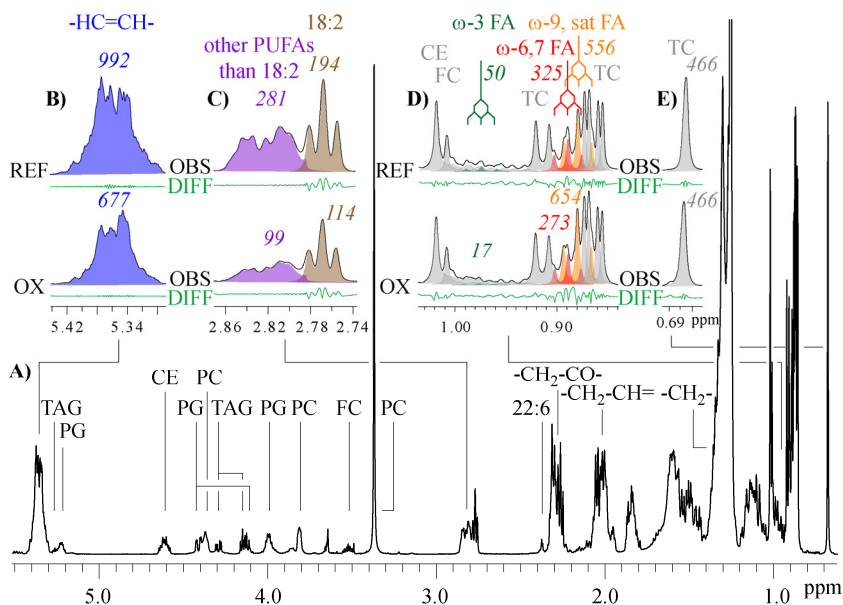 -HC=CH-
992
B)
other PUFAs
than 18:2
281
C)
18:2
194
CE
FC
D)
ω-3 FA
50
ω-9, sat FA
556
ω-6,7 FA
325
TC
TC
E)
TC
466
REF
OBS
DIFF
REF
OBS
DIFF
677
99
114
17
654
273
466
OX
OBS
DIFF
OX
OBS
DIFF
5.42
5.34
2.86
2.82
2.78
2.74
1.00
0.90
0.69
ppm
A)
TAG
PG
CE
PC
PG
TAG
PG
PC
FC
PC
-CH2-CO-
22:6
-CH2-CH=
-CH2-
5.0
4.0
3.0
2.0
1.0
ppm